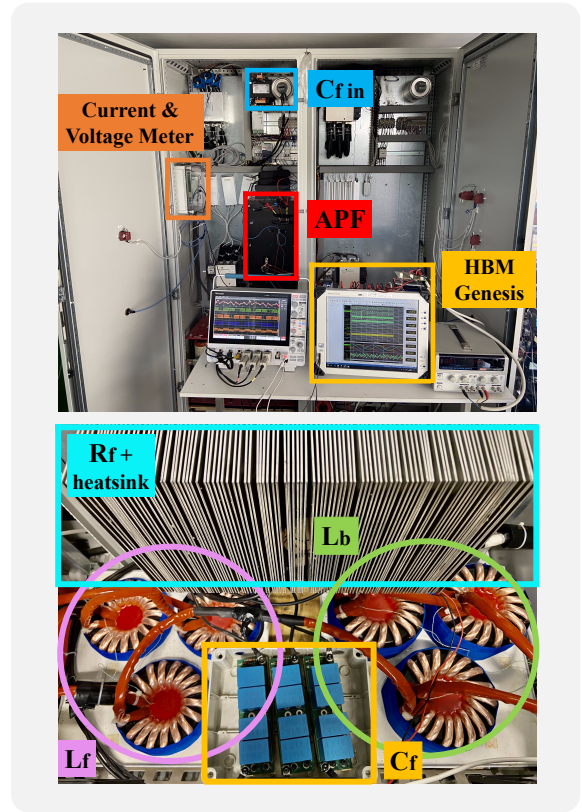 Cf in
Current &
Voltage Meter
APF
HBM
Genesis
Rf +
heatsink
Lb
Lf
Cf